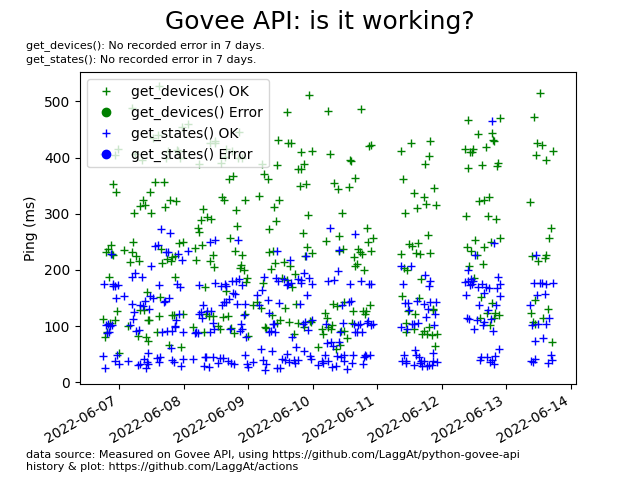 Govee API: is it working?
get_devices(): No recorded error in 7 days.
get_states(): No recorded error in 7 days.
get_devices() OK
get_devices() Error
get_states() OK
get_states() Error
Ping (ms)
500
400
300
200
100
0
2022-06-07
2022-06-08
2022-06-09
2022-06-10
2022-06-11
2022-06-12
2022-06-13
2022-06-14
data source: Measured on Govee API, using https://github.com/LaggAt/python-govee-api
history & plot: https://github.com/LaggAt/actions